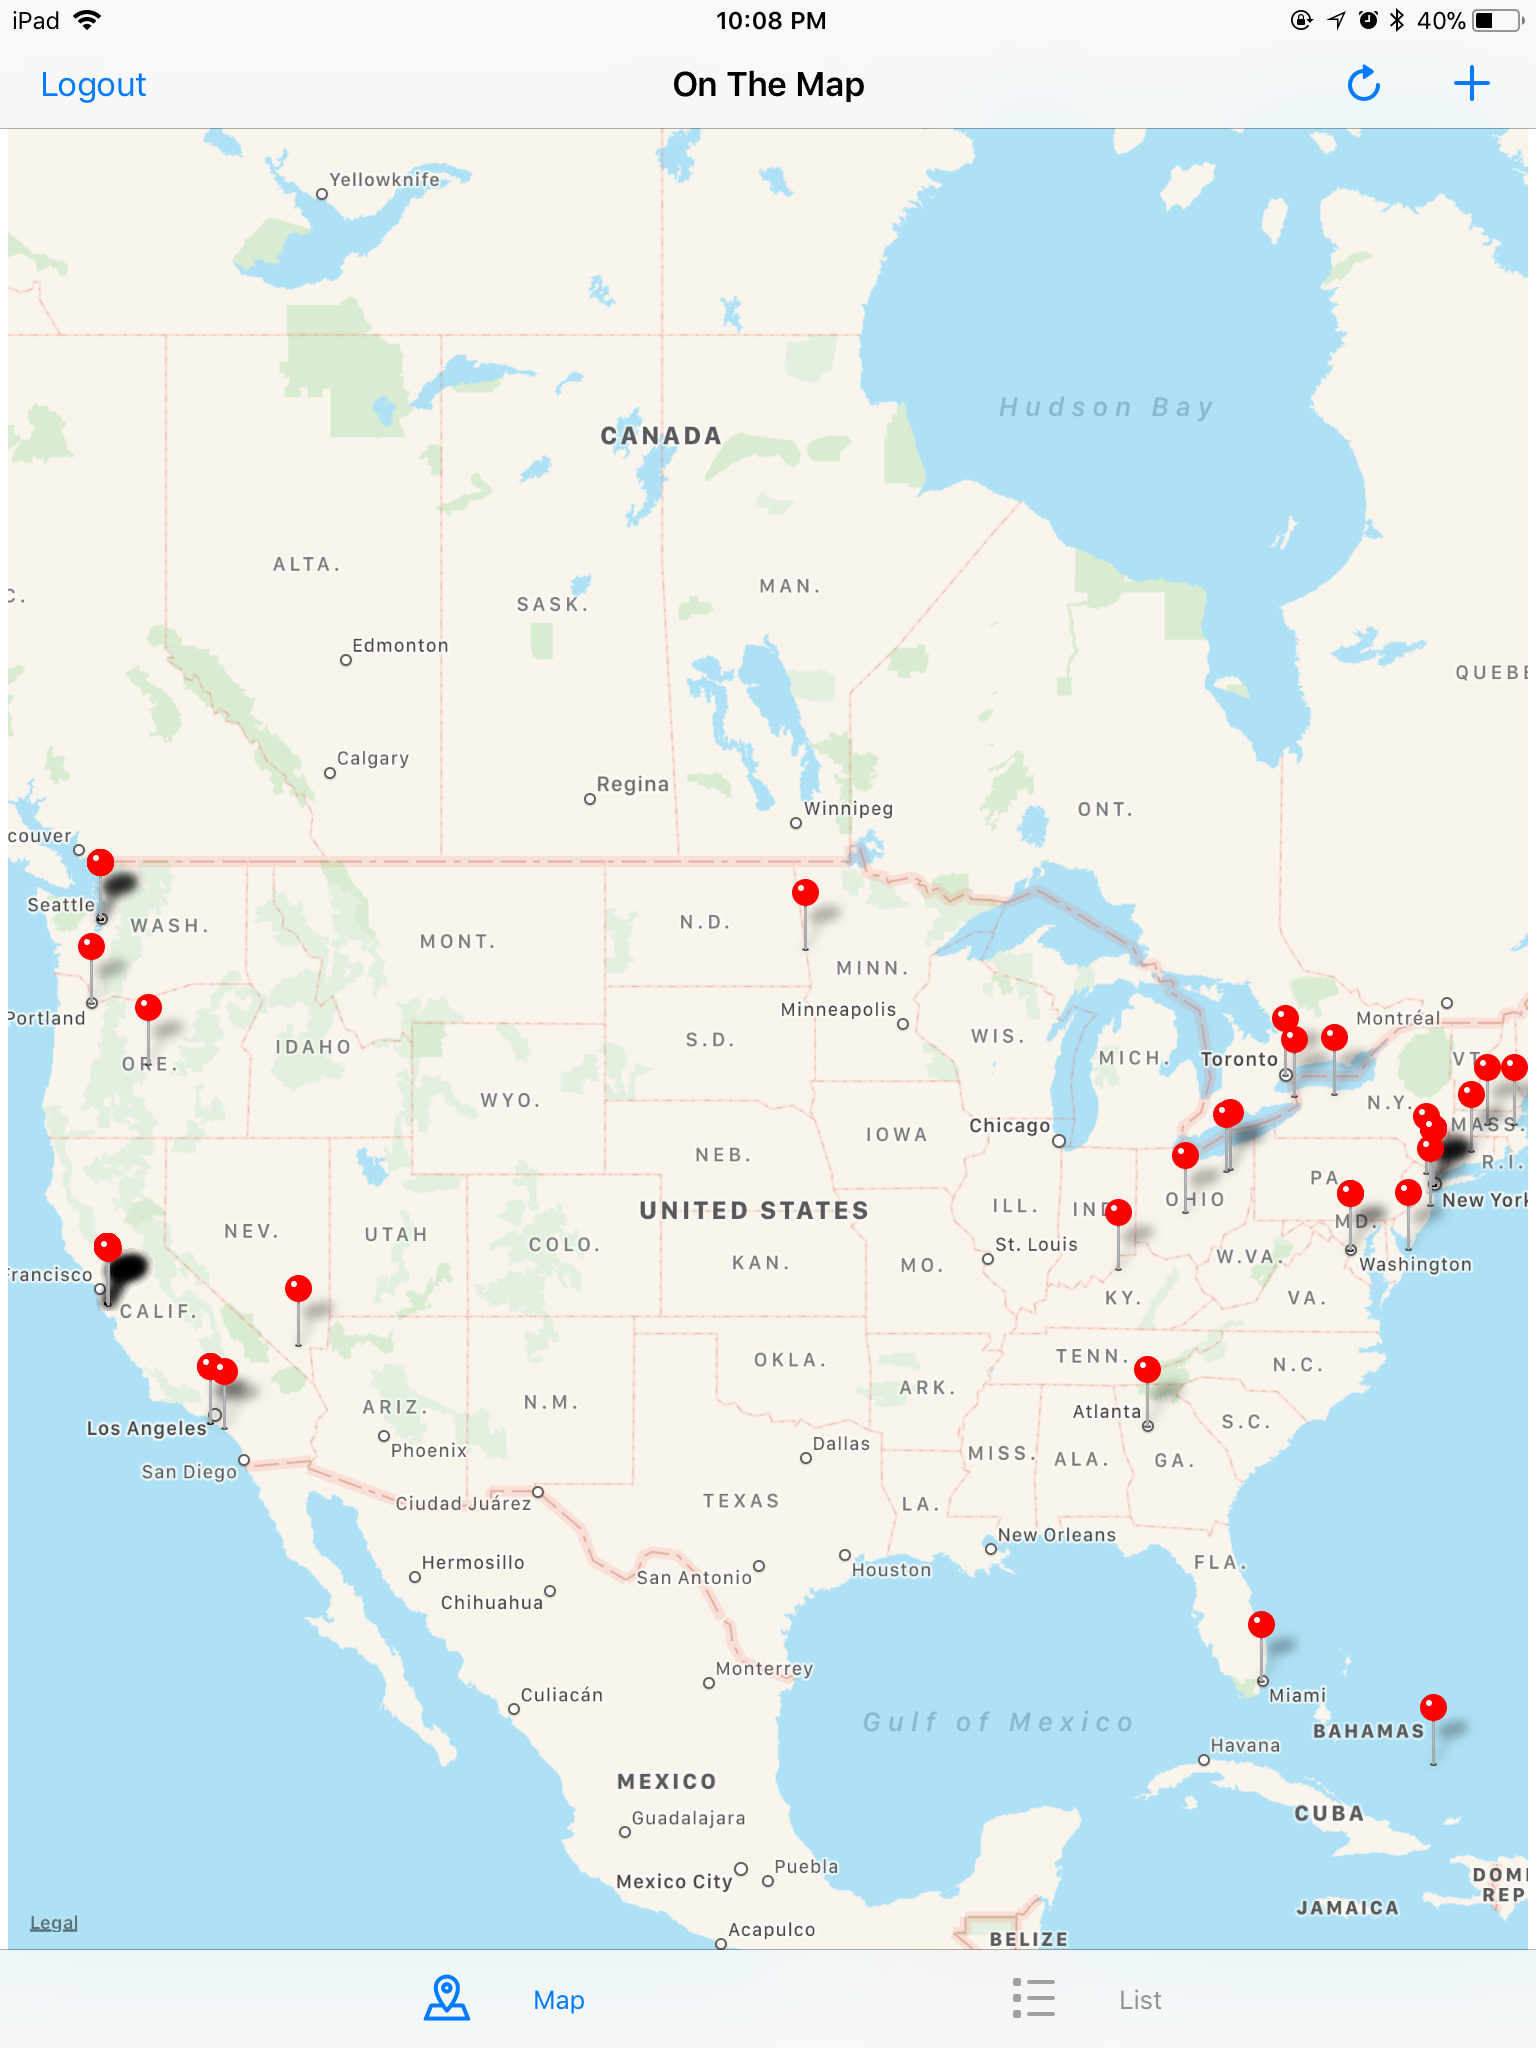 iPad 10:08 PM 40%
Logout On The Map
Yellowknife
Hudson Bay
CANADA
ALTA.
MAN.
C.
SASK.
Edmonton
QUEBE
Calgary
Regina
Winnipeg
ONT.
couver
Seattle
WASH.
N.D.
MONT.
MINN.
Minneapolis
Portland
Montréal
WIS.
S.D.
IDAHO
MICH.
Toronto
VT.
ORE.
WYO.
N.Y.
Chicago
MASS.
IOWA
NEB.
R.I.
PA.
OHIO
New York
ILL.
IND.
UNITED STATES
MD.
NEV.
UTAH
COLO.
St. Louis
W.VA.
KAN.
MO.
Washington
Francisco
KY.
VA.
CALIF.
TENN.
OKLA.
N.C.
ARK.
N.M.
ARIZ.
Atlanta
S.C.
Los Angeles
Dallas
Phoenix
MISS.
ALA.
GA.
San Diego
TEXAS
Ciudad Juárez
LA.
New Orleans
Hermosillo
FLA.
Houston
San Antonio
Chihuahua
Monterrey
Culiacán
Miami
Gulf of Mexico
BAHAMAS
Havana
MEXICO
CUBA
Guadalajara
Puebla
Mexico City
DOMI
REP
JAMAICA
Legal
Acapulco
BELIZE
Map List